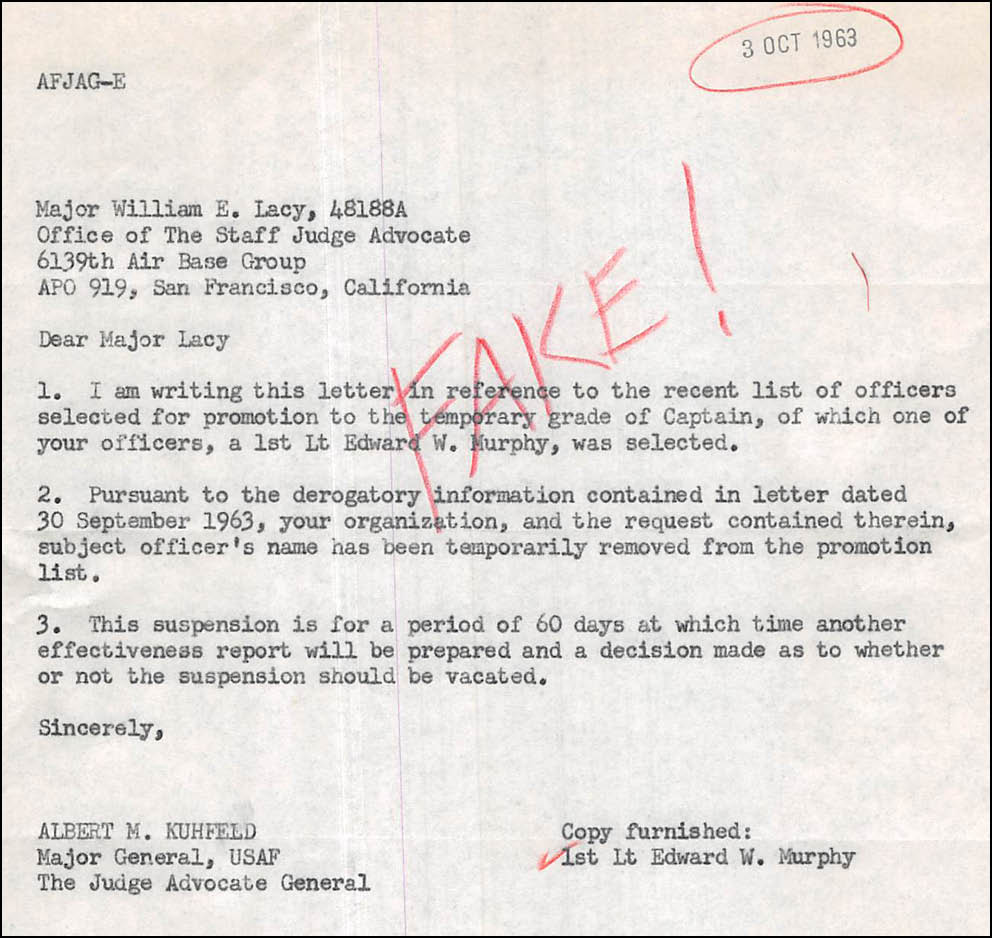 3 OCT 1963
AFJAG-E
Major William E. Lacy, 48188A
Office of The Staff Judge Advocate
6139th Air Base Group
APO 919, San Francisco, California
Dear Major Lacy
FAKE!
1. I am writing this letter in reference to the recent list of officers
selected for promotion to the temporary grade of Captain, of which one of
your officers, a 1st Lt Edward W. Murphy, was selected.
2. Pursuant to the derogatory information contained in letter dated
30 September 1963, your organization, and the request contained therein,
subject officer's name has been temporarily removed from the promotion
list.
3. This suspension is for a period of 60 days at which time another
effectiveness report will be prepared and a decision made as to whether
or not the suspension should be vacated.
Sincerely,
ALBERT M. KUHFELD
Major General, USAF
The Judge Advocate General
Copy furnished:
1st Lt Edward W. Murphy